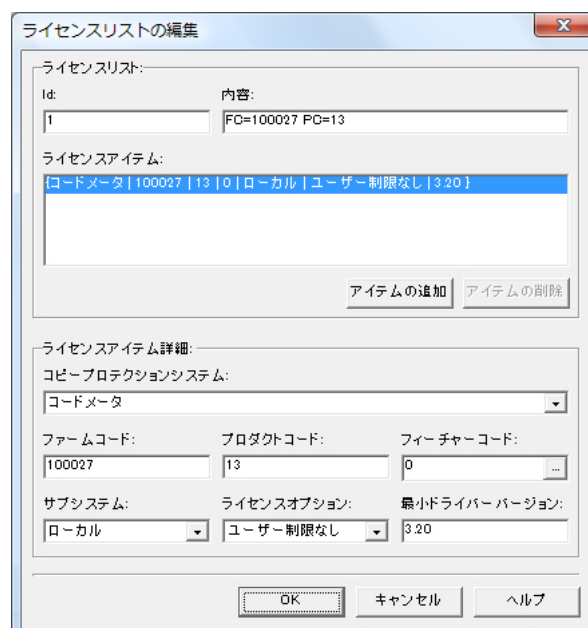 ライセンスリストの編集
ライセンスリスト:
Id: 内容:
1 FC=100027 PC=13
ライセンスアイテム:
{コードメータ | 100027 | 13 | 0 | ローカル | ユーザー制限なし | 3.20 }
アイテムの追加 アイテムの削除
ライセンスアイテム詳細:
コピープロテクションシステム:
コードメータ
ファームコード: プロダクトコード: フィーチャーコード:
100027 13 0 ...
サブシステム: ライセンスオプション: 最小ドライバーバージョン:
ローカル ユーザー制限なし 3.20
OK キャンセル ヘルプ